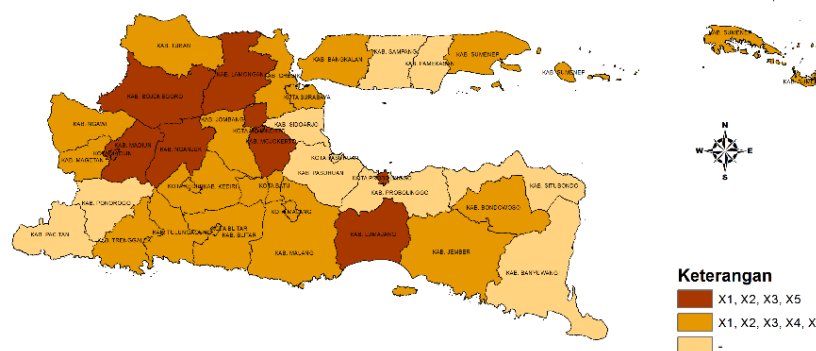 KAB. TUBAN
KAB. LAMONGAN
KAB. BANGKALAN
KAB. SAMPANG
KAB. PAMEKASAN
KAB. SUMENEP
KAB. SUMENEP
KAB. SUMENEP
KAB. BOJONEGORO
KOTA SURABAYA
KAB. NGAWI
KAB. JOMBANG
KAB. SIDOARJO
KAB. MADIUN
KAB. NGANJUK
KAB. MOJOKERTO
KAB. MAGETAN
KOTA PASURUAN
KAB. PASURUAN
KAB. PROBOLINGGO
KAB. SITUBONDO
KAB. PONOROGO
KAB. KEDIRI
KOTA BATU
KAB. BONDOWOSO
KAB. PACITAN
KAB. TRENGGALEK
KAB. TULUNGAGUNG
KOTA BLITAR
KAB. BLITAR
KAB. MALANG
KAB. LUMAJANG
KAB. JEMBER
KAB. BANYUWANGI
N
W
E
S
Keterangan
X1, X2, X3, X5
X1, X2, X3, X4, X
-